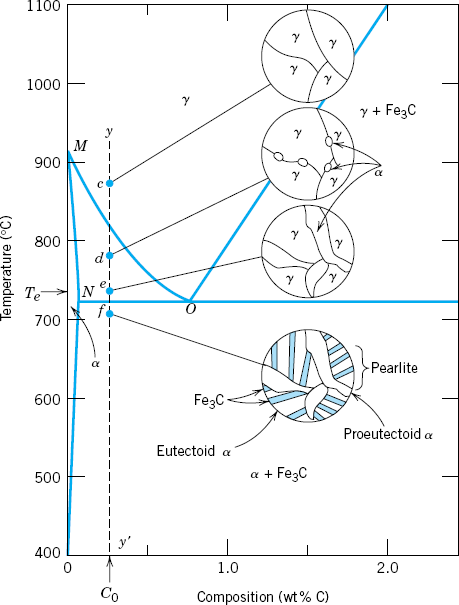 1100
1000
900
800
700
600
500
400
Temperature (°C)
0
1.0
2.0
Composition (wt% C)
C0
y
y′
M
N
O
Te
c
d
e
f
γ
γ
γ
γ
γ
γ + Fe3C
γ
γ
γ
γ
α
γ
γ
γ
γ
α
Pearlite
Fe3C
Proeutectoid α
Eutectoid α
α + Fe3C